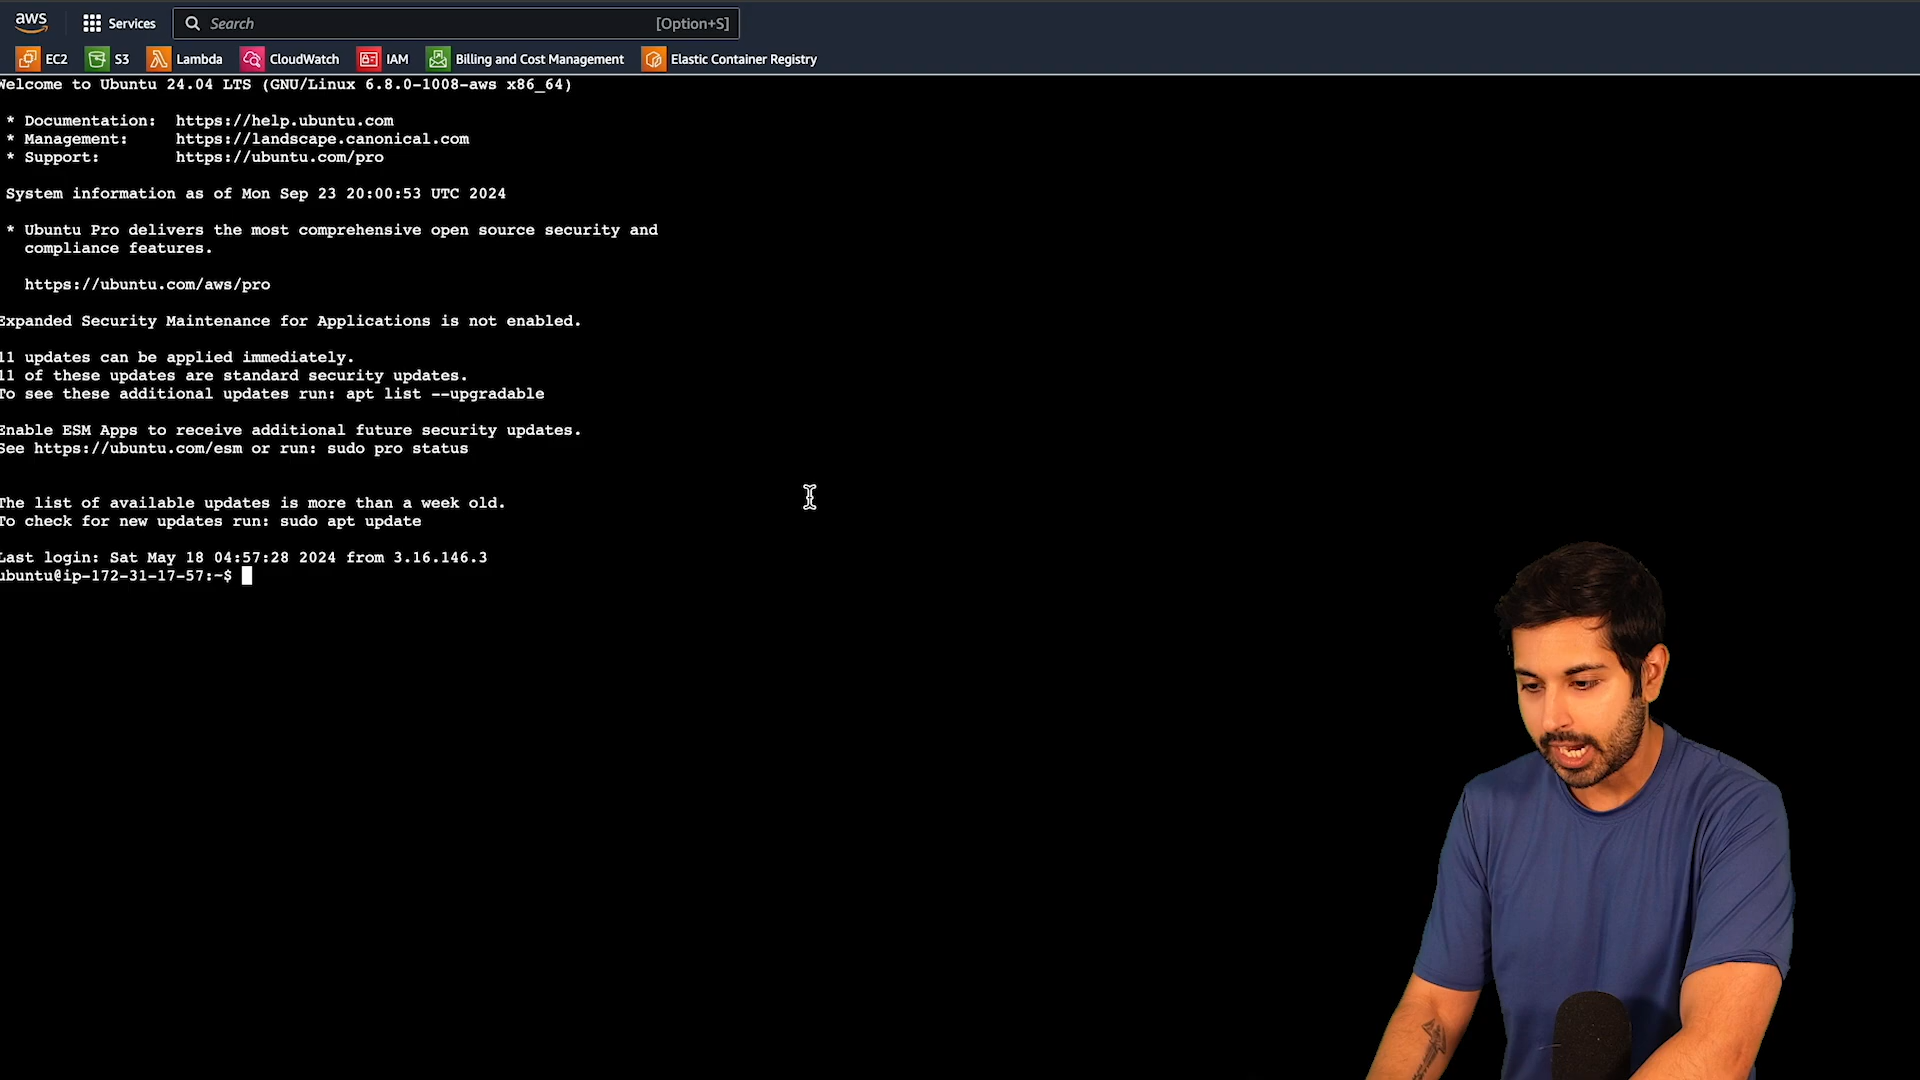 aws Services Search [Option+S]
EC2 S3 Lambda CloudWatch IAM Billing and Cost Management Elastic Container Registry
Welcome to Ubuntu 24.04 LTS (GNU/Linux 6.8.0-1008-aws x86_64)
* Documentation: https://help.ubuntu.com
* Management: https://landscape.canonical.com
* Support: https://ubuntu.com/pro
System information as of Mon Sep 23 20:00:53 UTC 2024
* Ubuntu Pro delivers the most comprehensive open source security and
compliance features.
https://ubuntu.com/aws/pro
Expanded Security Maintenance for Applications is not enabled.
11 updates can be applied immediately.
11 of these updates are standard security updates.
To see these additional updates run: apt list --upgradable
Enable ESM Apps to receive additional future security updates.
See https://ubuntu.com/esm or run: sudo pro status
The list of available updates is more than a week old.
To check for new updates run: sudo apt update
Last login: Sat May 18 04:57:28 2024 from 3.16.146.3
ubuntu@ip-172-31-17-57:~$